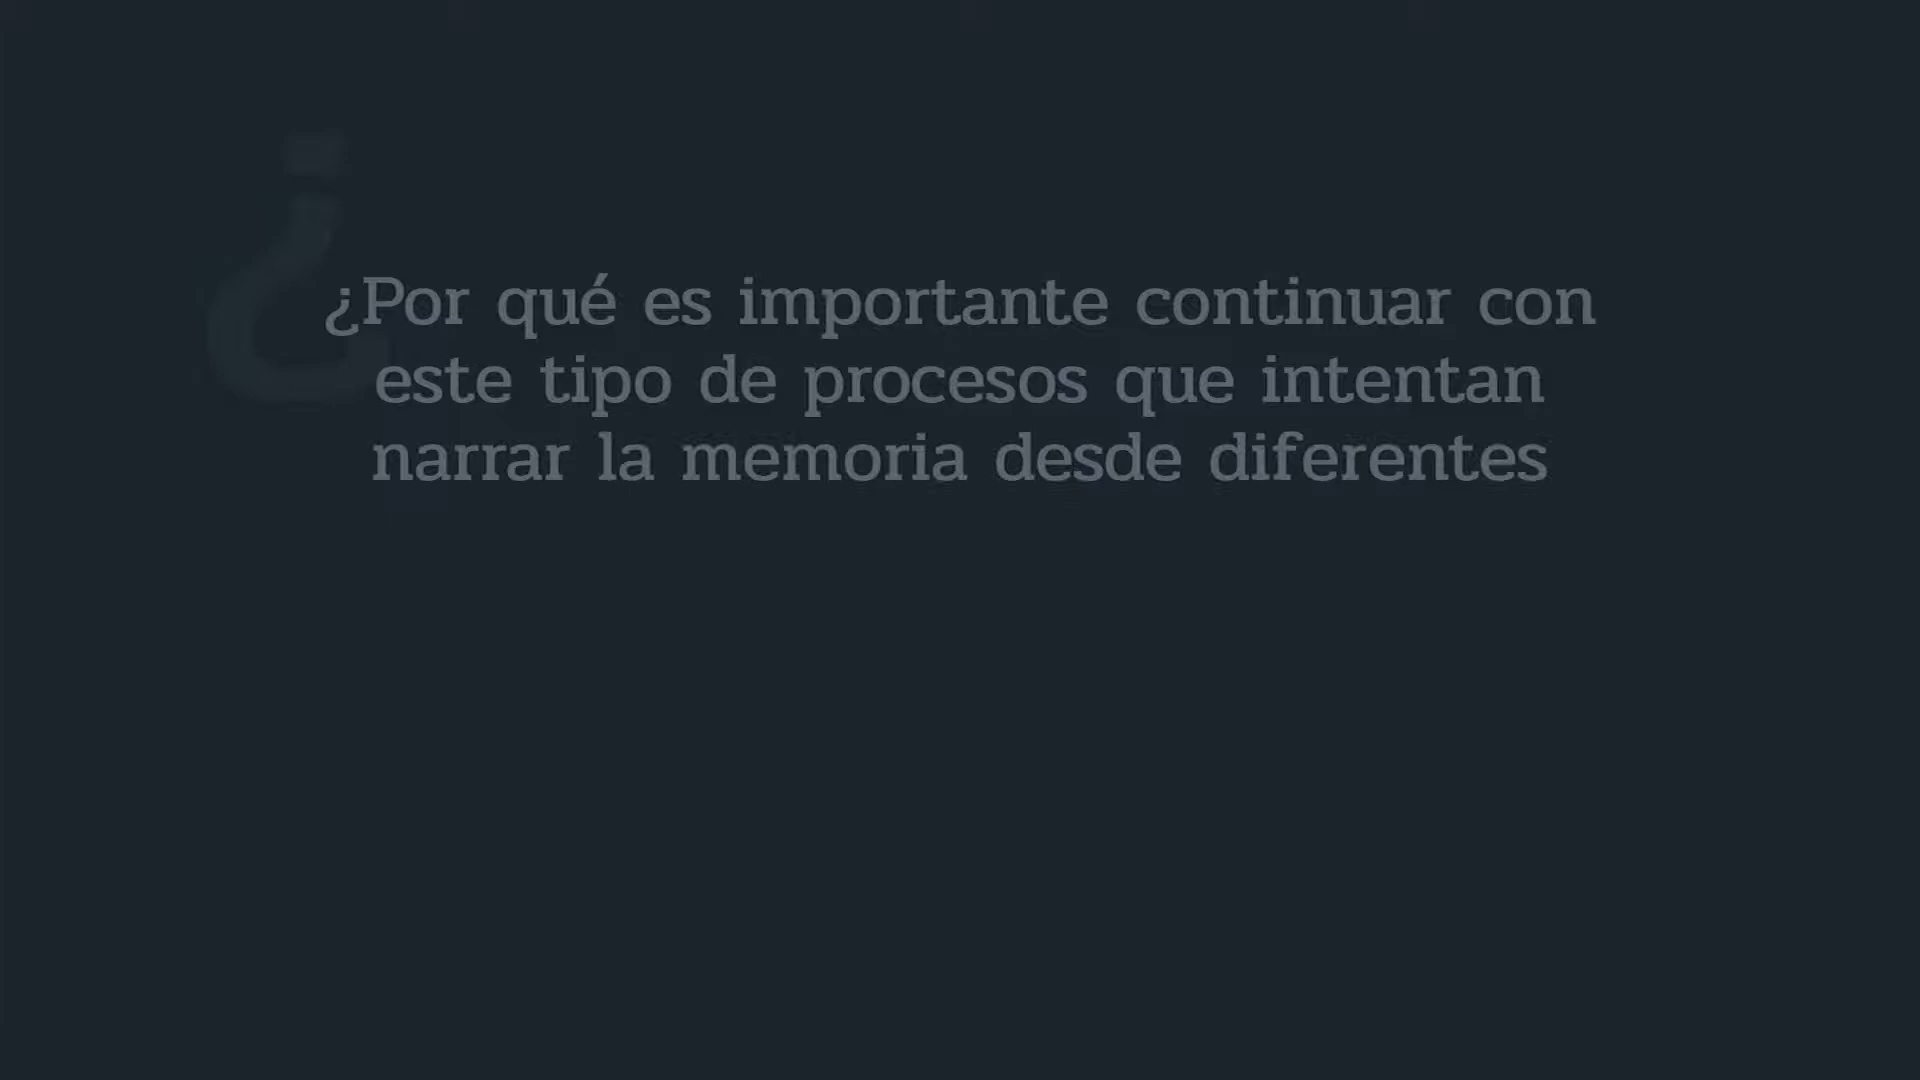 ¿
¿Por qué es importante continuar con
este tipo de procesos que intentan
narrar la memoria desde diferentes